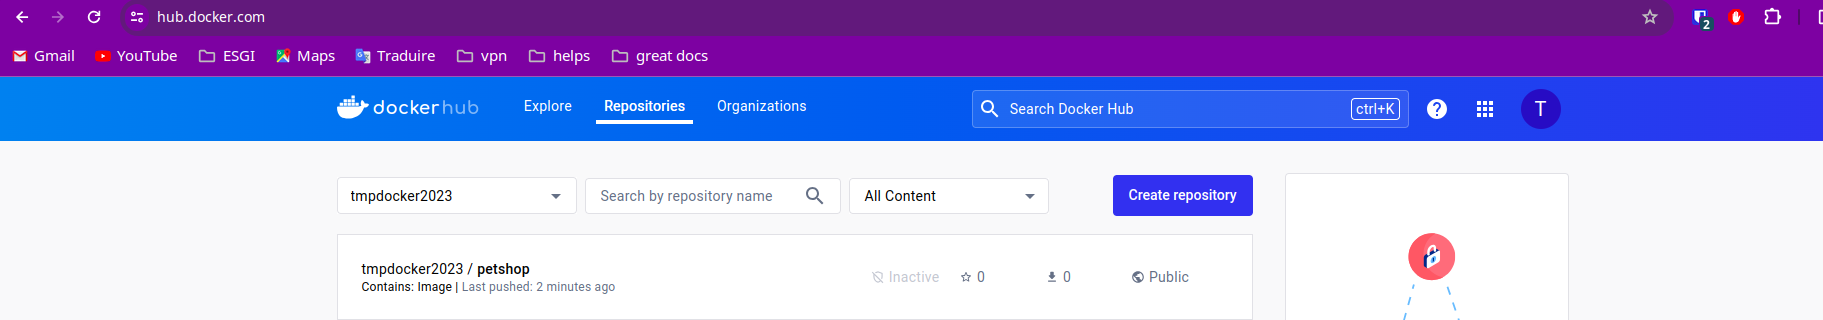 hub.docker.com
2
Gmail YouTube ESGI Maps Traduire vpn helps great docs
dockerhub Explore Repositories Organizations Search Docker Hub ctrl+K T
tmpdocker2023 Search by repository name All Content Create repository
tmpdocker2023 / petshop
Contains: Image | Last pushed: 2 minutes ago
Inactive 0 0 Public